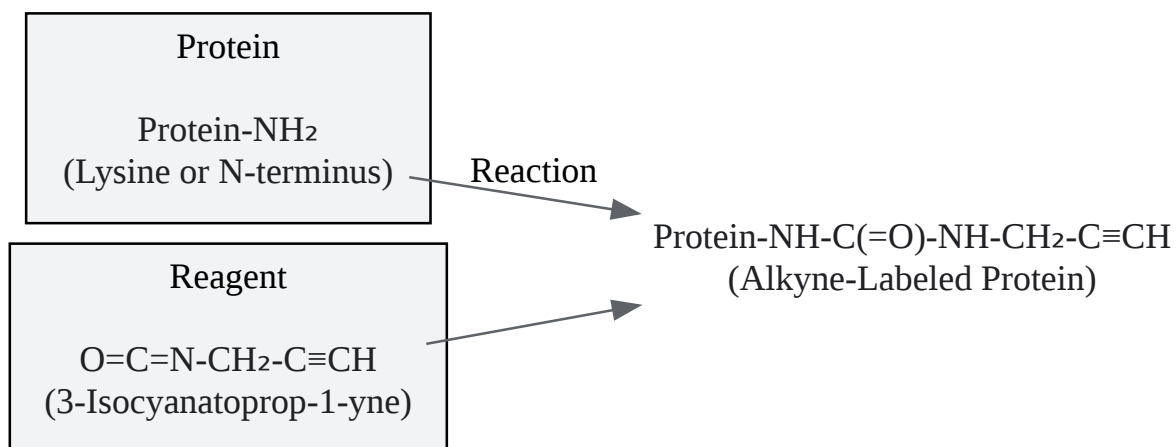 Protein
Protein-NH₂
(Lysine or N-terminus)
Reaction
Protein-NH-C(=O)-NH-CH₂-C≡CH
(Alkyne-Labeled Protein)
Reagent
O=C=N-CH₂-C≡CH
(3-Isocyanatoprop-1-yne)